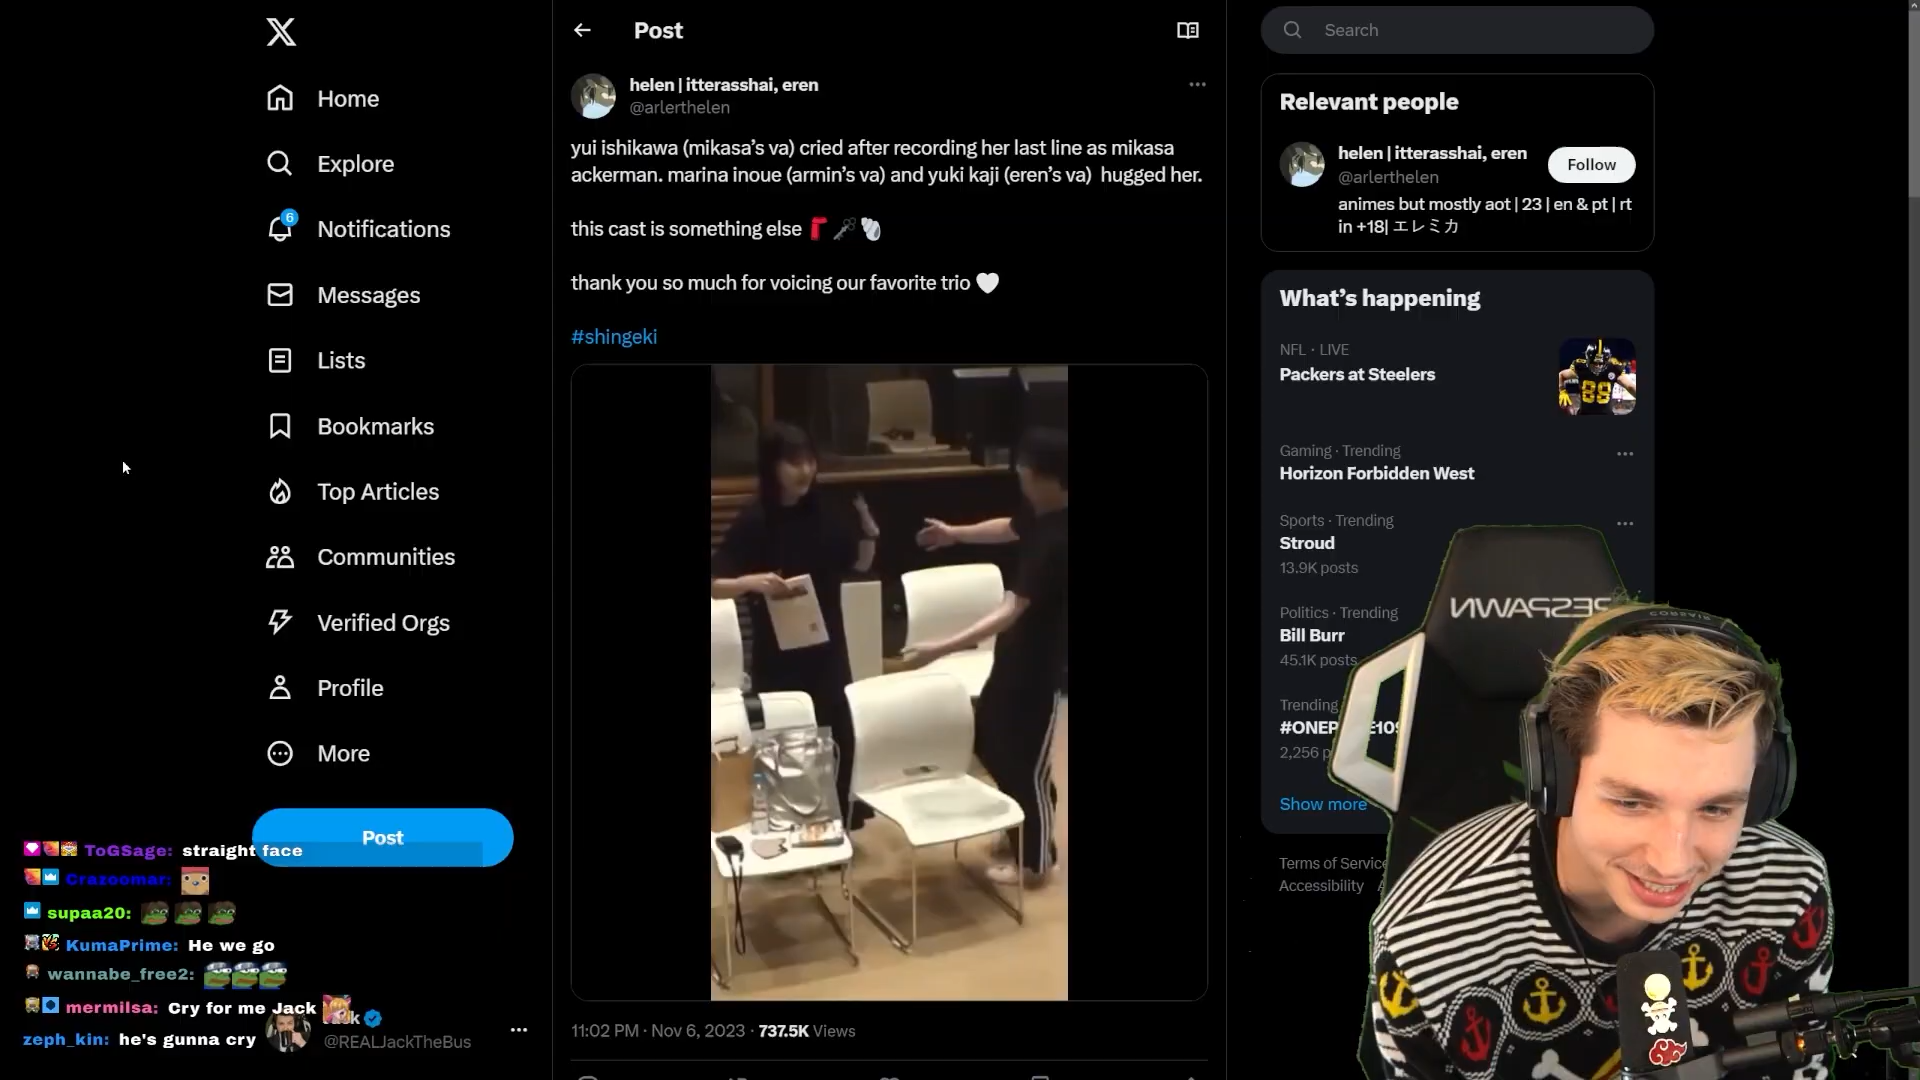 Home
Explore
6
Notifications
Messages
Lists
Bookmarks
Top Articles
Communities
Verified Orgs
Profile
More
Post
ToGSage: straight face
Crazoomar:
supaa20:
KumaPrime: He we go
wannabe_free2:
mermilsa: Cry for me Jack
zeph_kin: he's gunna cry
@REALJackTheBus
Post
helen | itterasshai, eren
@arlerthelen
yui ishikawa (mikasa’s va) cried after recording her last line as mikasa
ackerman. marina inoue (armin’s va) and yuki kaji (eren’s va) hugged her.
this cast is something else
thank you so much for voicing our favorite trio
#shingeki
11:02 PM · Nov 6, 2023 · 737.5K Views
Search
Relevant people
helen | itterasshai, eren
@arlerthelen
Follow
animes but mostly aot | 23 | en & pt | rt
in +18| エレミカ
What’s happening
NFL · LIVE
Packers at Steelers
89
Gaming · Trending
Horizon Forbidden West
Sports · Trending
Stroud
13.9K posts
Politics · Trending
Bill Burr
45.1K posts
Trending
2,256
Show more
Terms of Service
Accessibility
RESPAWN
CORSAIR